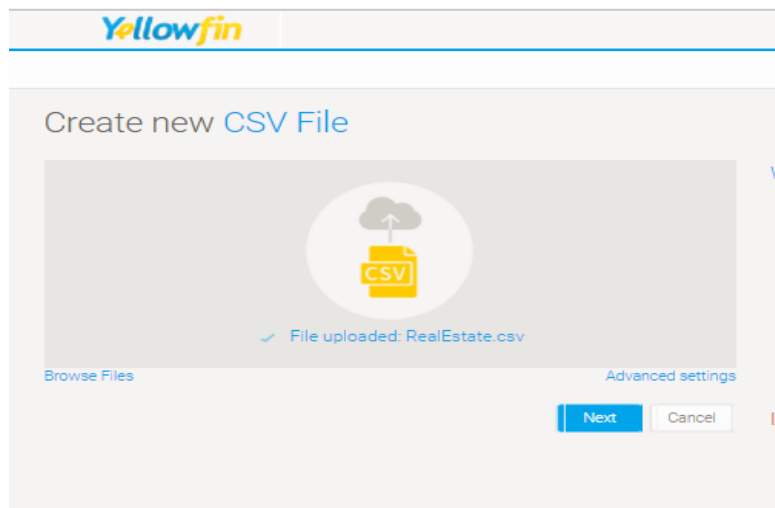 Yellowfin
Create new CSV File
CSV
File uploaded: RealEstate.csv
Browse Files
Advanced settings
Next
Cancel